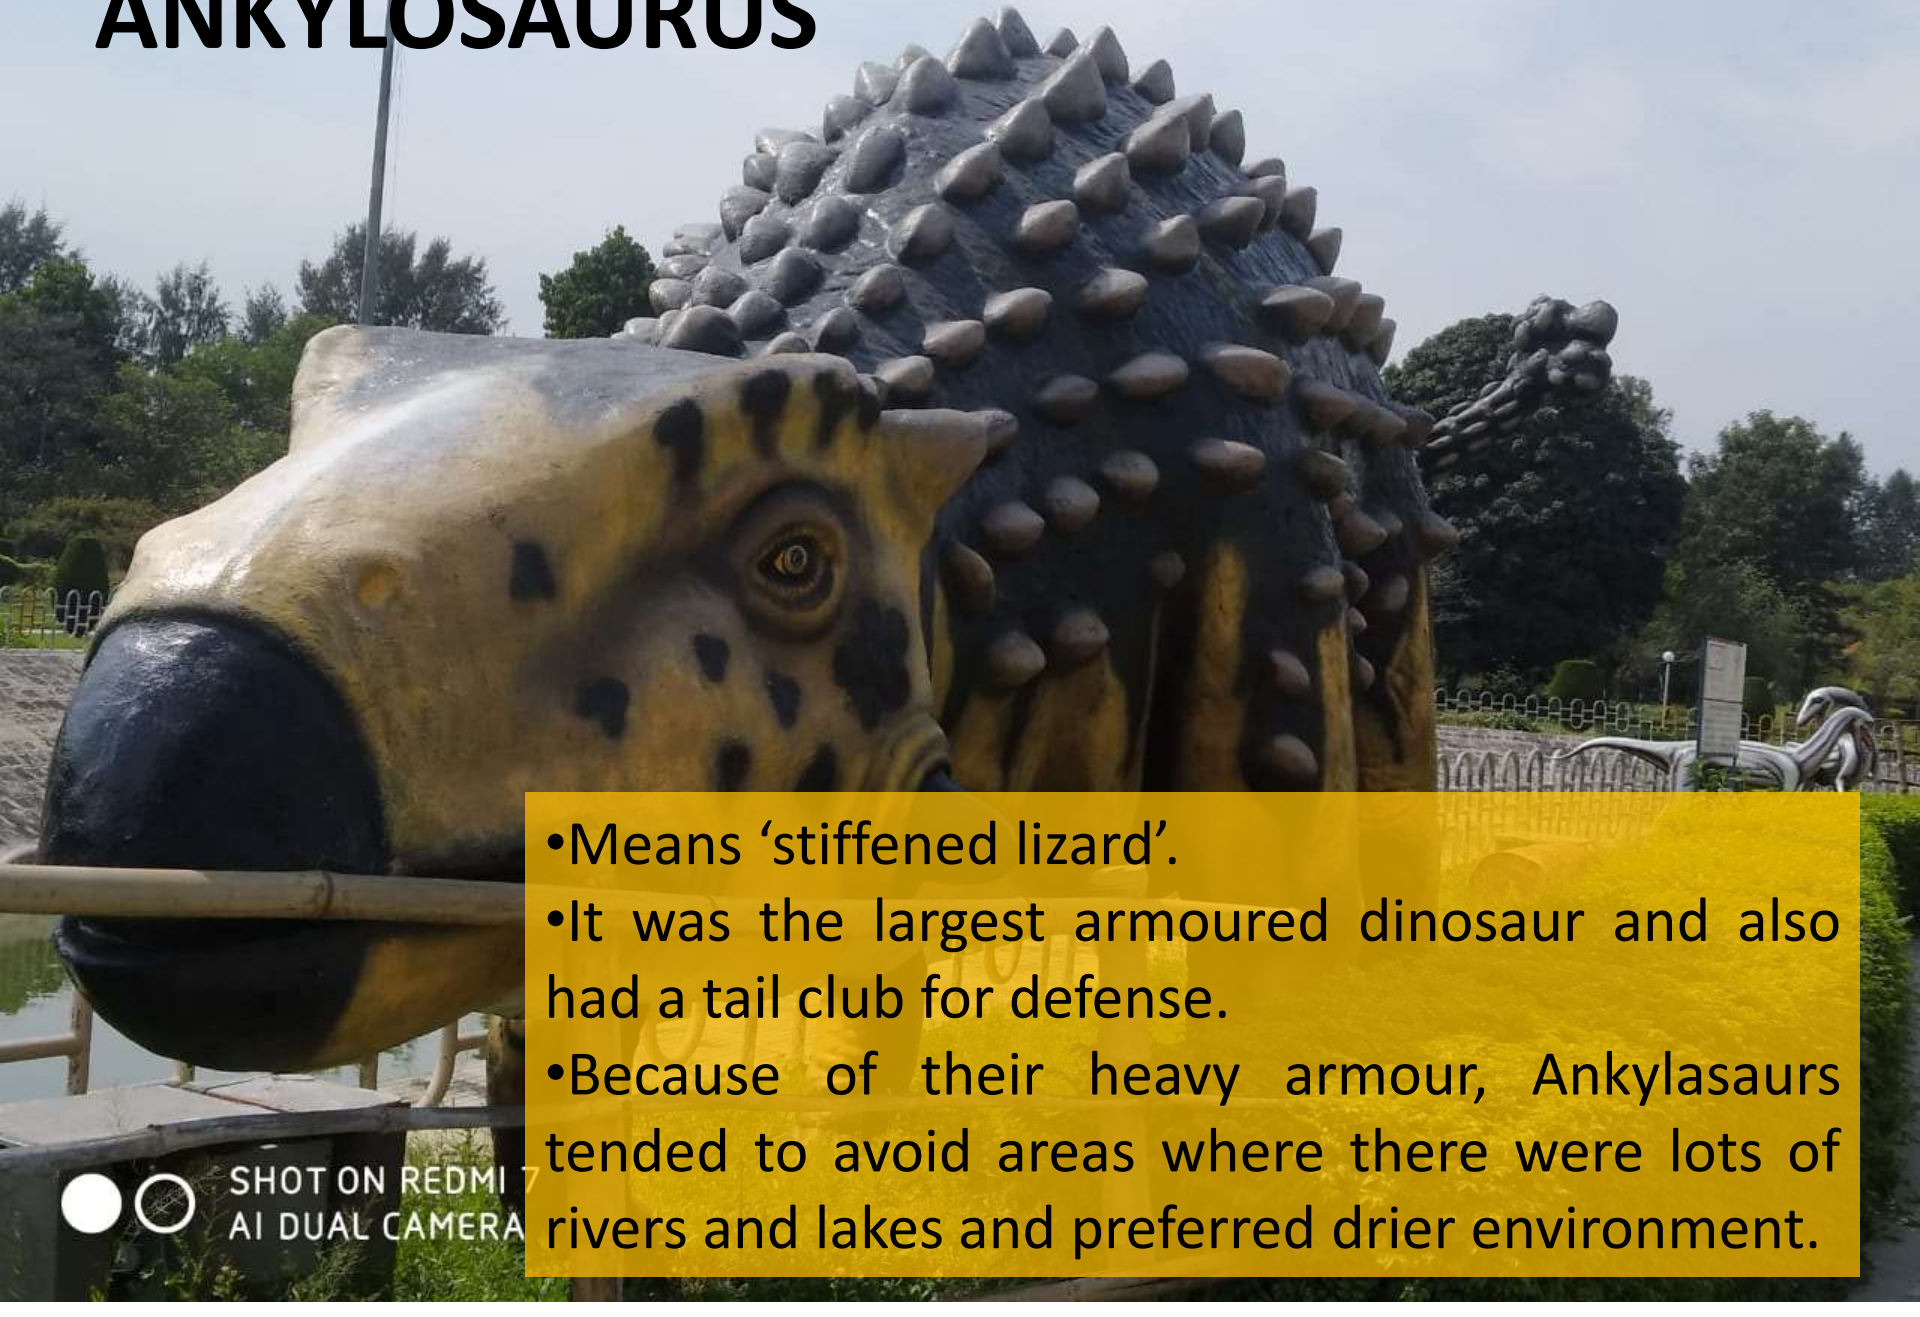 ANKYLOSAURUS
•Means ‘stiffened lizard’.
•It was the largest armoured dinosaur and also
had a tail club for defense.
•Because of their heavy armour, Ankylasaurs
tended to avoid areas where there were lots of
rivers and lakes and preferred drier environment.
SHOT ON REDMI 7
AI DUAL CAMERA